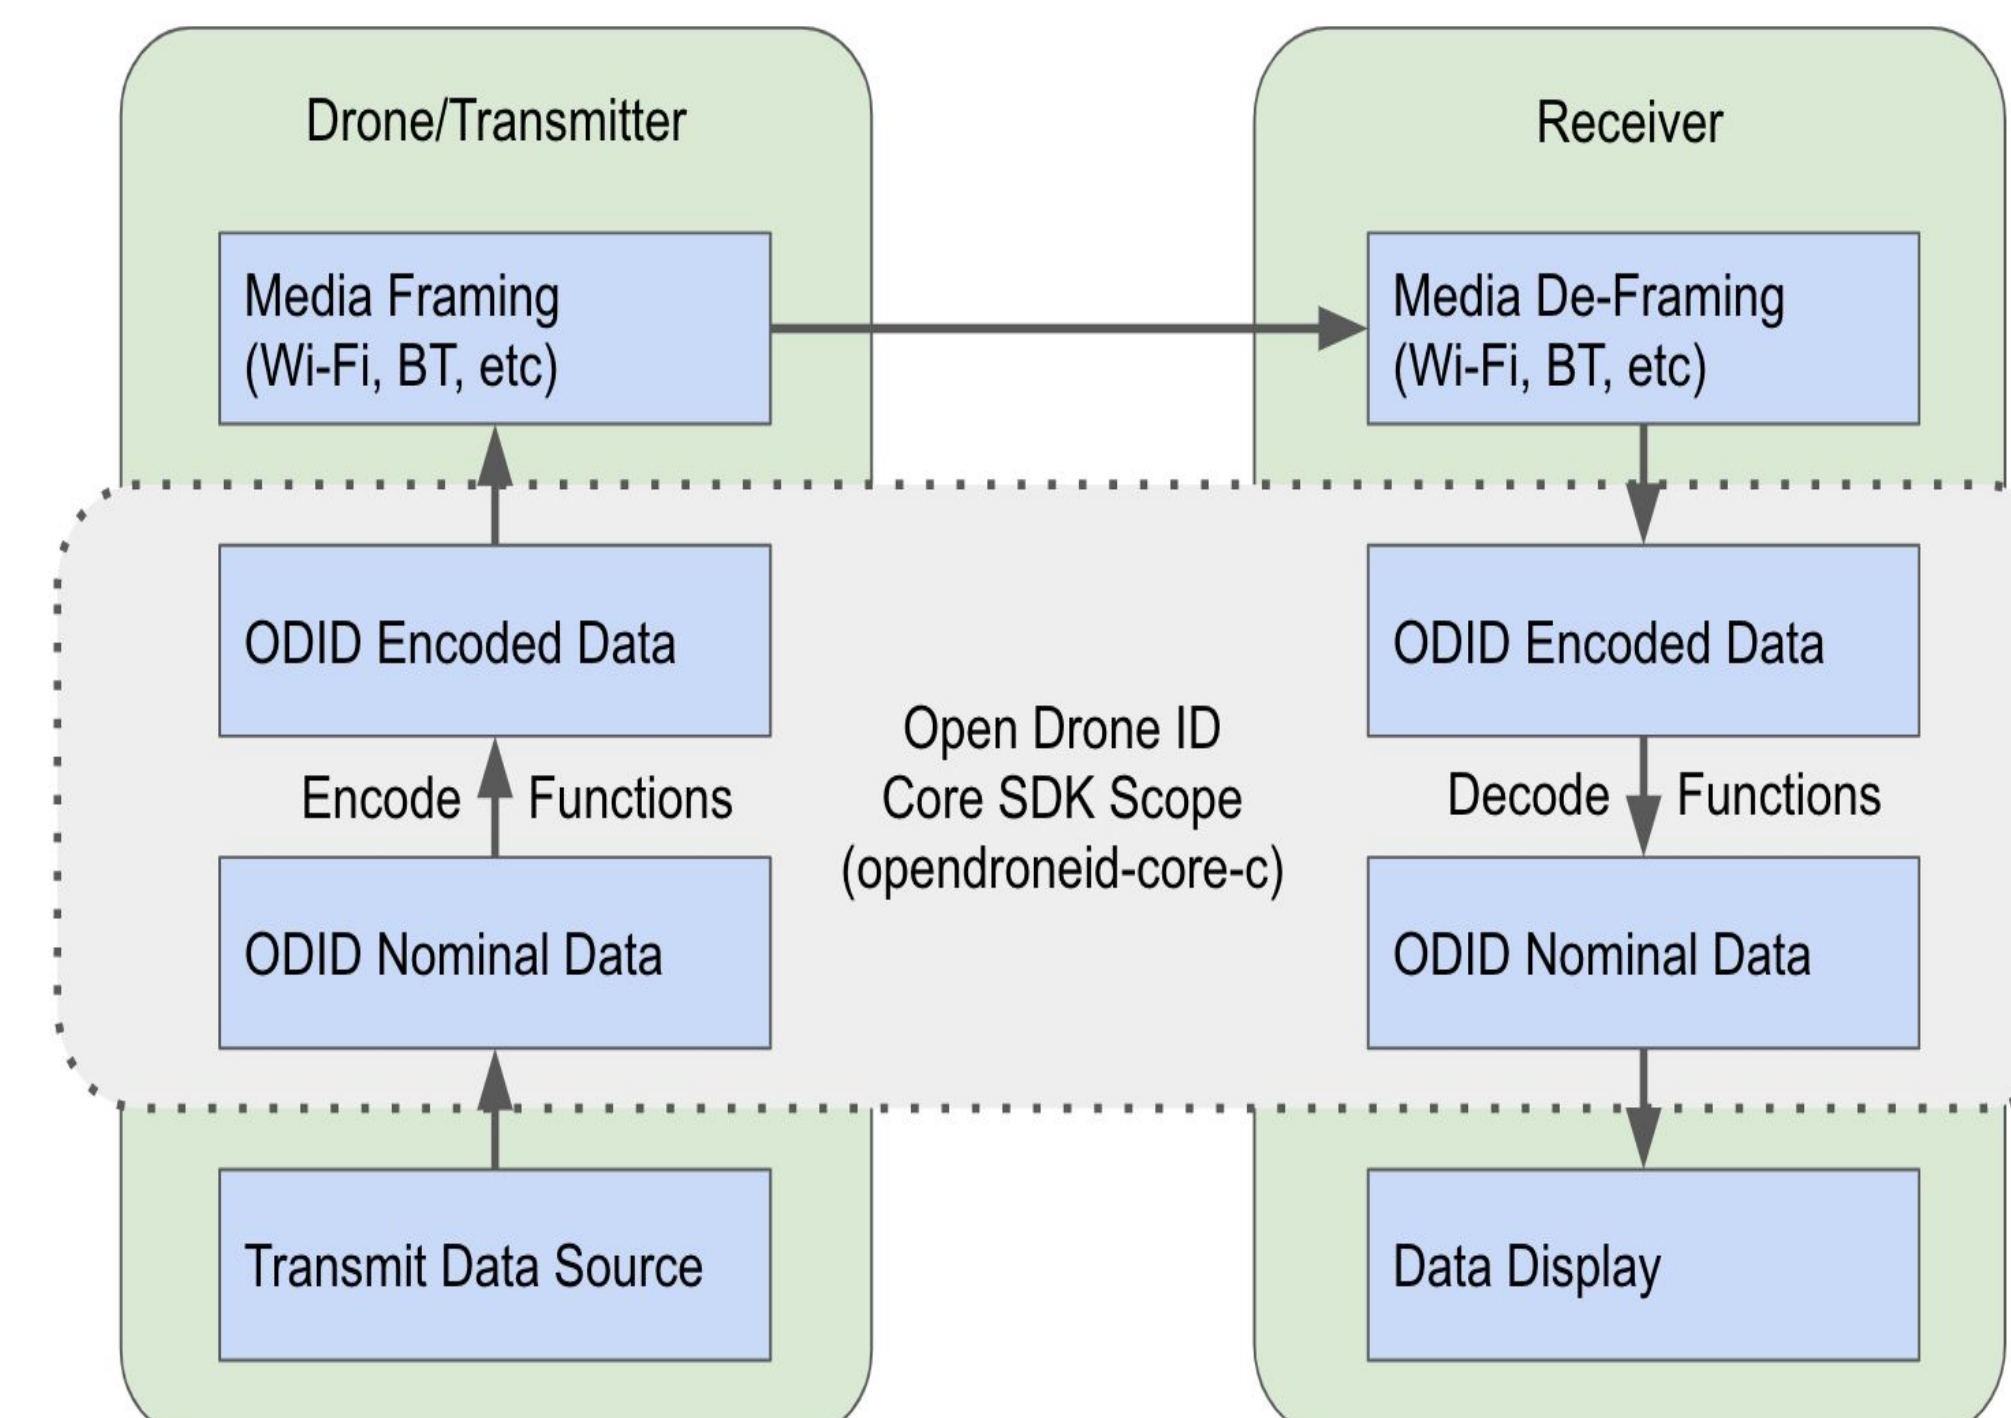 Drone/Transmitter
Receiver
Media Framing
(Wi-Fi, BT, etc)
Media De-Framing
(Wi-Fi, BT, etc)
ODID Encoded Data
ODID Encoded Data
Open Drone ID
Core SDK Scope
(opendroneid-core-c)
Encode Functions
Decode Functions
ODID Nominal Data
ODID Nominal Data
Transmit Data Source
Data Display